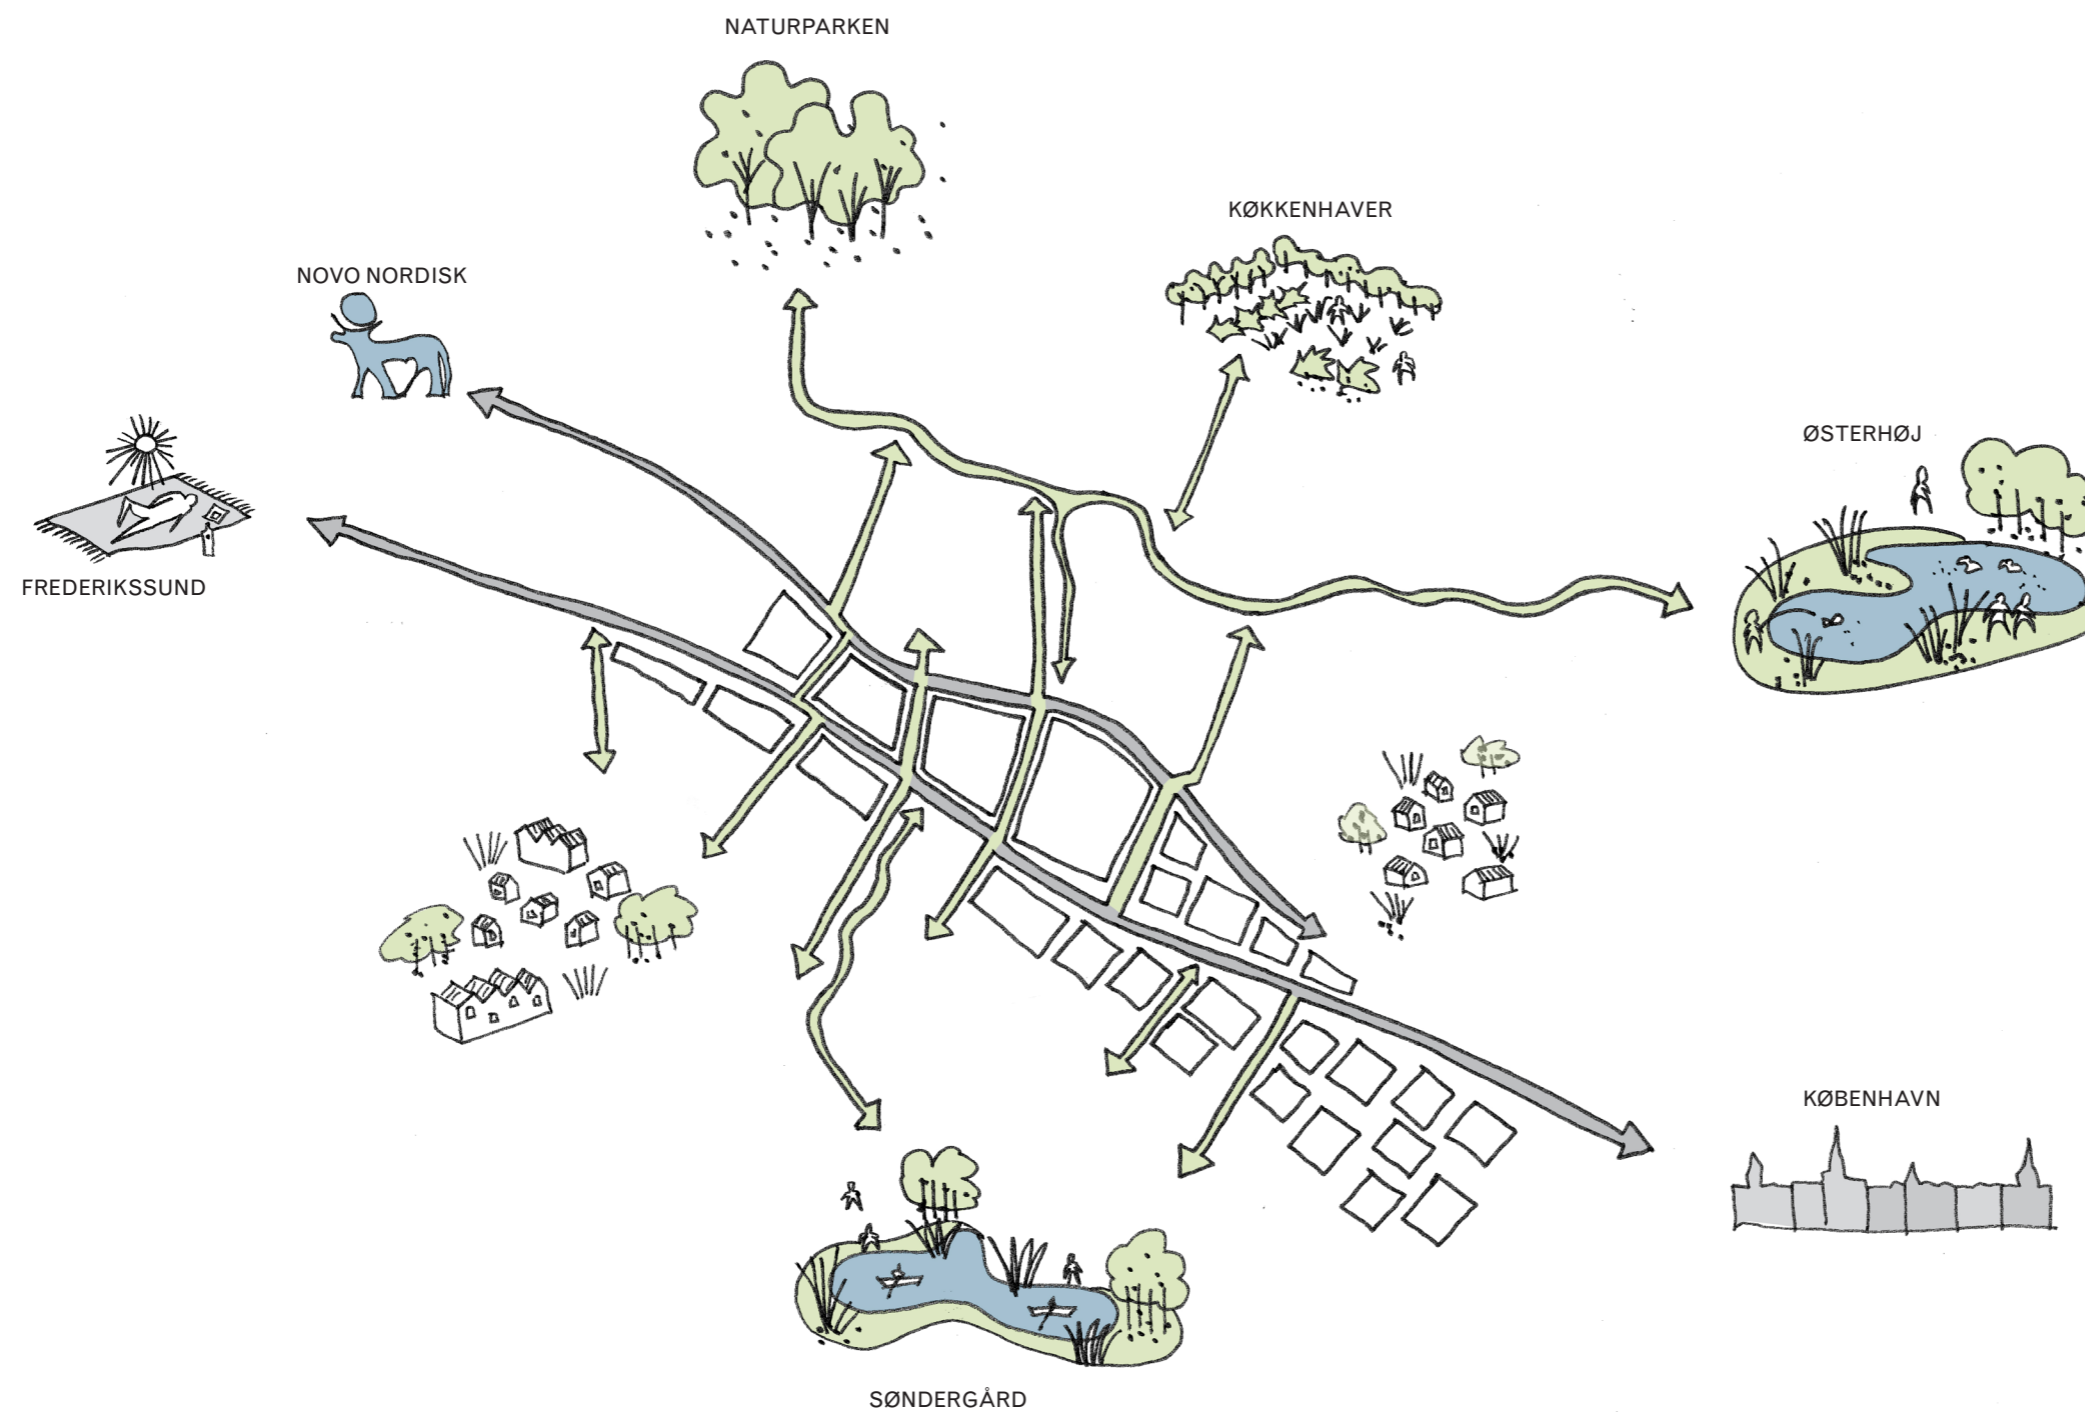 NATURPARKEN
KØKKENHAVER
NOVO NORDISK
ØSTERHØJ
FREDERIKSSUND
KØBENHAVN
SØNDERGÅRD